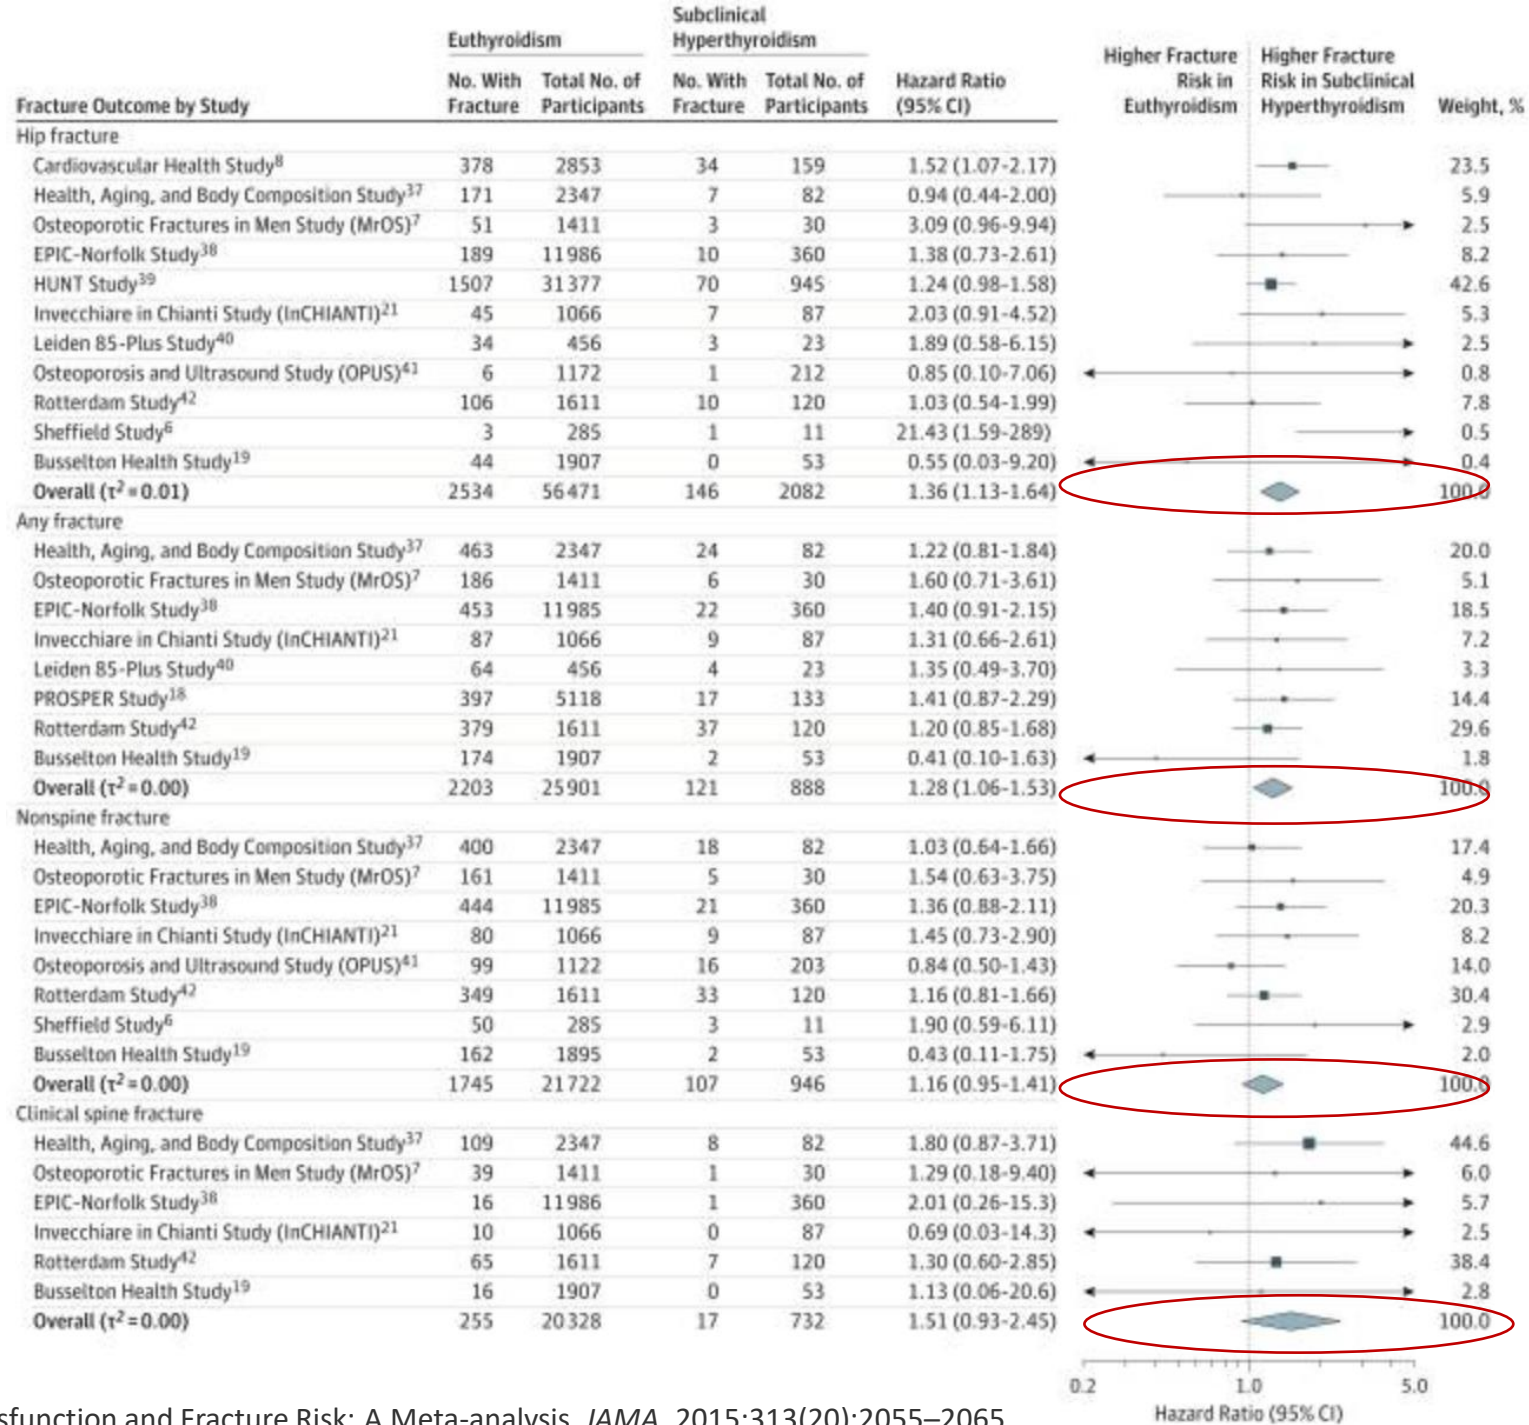 Subclinical
Euthyroidism Hyperthyroidism
Higher Fracture Higher Fracture
No. With Total No. of No. With Total No. of Hazard Ratio Risk in Risk in Subclinical
Fracture Outcome by Study Fracture Participants Fracture Participants (95% CI) Euthyroidism Hyperthyroidism Weight, %
Hip fracture
Cardiovascular Health Study8 378 2853 34 159 1.52 (1.07-2.17) 23.5
Health, Aging, and Body Composition Study37 171 2347 7 82 0.94 (0.44-2.00) 5.9
Osteoporotic Fractures in Men Study (MrOS)7 51 1411 3 30 3.09 (0.96-9.94) 2.5
EPIC-Norfolk Study38 189 11986 10 360 1.38 (0.73-2.61) 8.2
HUNT Study39 1507 31377 70 945 1.24 (0.98-1.58) 42.6
Invecchiare in Chianti Study (InCHIANTI)21 45 1066 7 87 2.03 (0.91-4.52) 5.3
Leiden 85-Plus Study40 34 456 3 23 1.89 (0.58-6.15) 2.5
Osteoporosis and Ultrasound Study (OPUS)41 6 1172 1 212 0.85 (0.10-7.06) 0.8
Rotterdam Study42 106 1611 10 120 1.03 (0.54-1.99) 7.8
Sheffield Study6 3 285 1 11 21.43 (1.59-289) 0.5
Busselton Health Study19 44 1907 0 53 0.55 (0.03-9.20) 0.4
Overall (τ2 = 0.01) 2534 56471 146 2082 1.36 (1.13-1.64) 100.0
Any fracture
Health, Aging, and Body Composition Study37 463 2347 24 82 1.22 (0.81-1.84) 20.0
Osteoporotic Fractures in Men Study (MrOS)7 186 1411 6 30 1.60 (0.71-3.61) 5.1
EPIC-Norfolk Study38 453 11985 22 360 1.40 (0.91-2.15) 18.5
Invecchiare in Chianti Study (InCHIANTI)21 87 1066 9 87 1.31 (0.66-2.61) 7.2
Leiden 85-Plus Study40 64 456 4 23 1.35 (0.49-3.70) 3.3
PROSPER Study18 397 5118 17 133 1.41 (0.87-2.29) 14.4
Rotterdam Study42 379 1611 37 120 1.20 (0.85-1.68) 29.6
Busselton Health Study19 174 1907 2 53 0.41 (0.10-1.63) 1.8
Overall (τ2 = 0.00) 2203 25901 121 888 1.28 (1.06-1.53) 100.0
Nonspine fracture
Health, Aging, and Body Composition Study37 400 2347 18 82 1.03 (0.64-1.66) 17.4
Osteoporotic Fractures in Men Study (MrOS)7 161 1411 5 30 1.54 (0.63-3.75) 4.9
EPIC-Norfolk Study38 444 11985 21 360 1.36 (0.88-2.11) 20.3
Invecchiare in Chianti Study (InCHIANTI)21 80 1066 9 87 1.45 (0.73-2.90) 8.2
Osteoporosis and Ultrasound Study (OPUS)41 99 1122 16 203 0.84 (0.50-1.43) 14.0
Rotterdam Study42 349 1611 33 120 1.16 (0.81-1.66) 30.4
Sheffield Study6 50 285 3 11 1.90 (0.59-6.11) 2.9
Busselton Health Study19 162 1895 2 53 0.43 (0.11-1.75) 2.0
Overall (τ2 = 0.00) 1745 21722 107 946 1.16 (0.95-1.41) 100.0
Clinical spine fracture
Health, Aging, and Body Composition Study37 109 2347 8 82 1.80 (0.87-3.71) 44.6
Osteoporotic Fractures in Men Study (MrOS)7 39 1411 1 30 1.29 (0.18-9.40) 6.0
EPIC-Norfolk Study38 16 11986 1 360 2.01 (0.26-15.3) 5.7
Invecchiare in Chianti Study (InCHIANTI)21 10 1066 0 87 0.69 (0.03-14.3) 2.5
Rotterdam Study42 65 1611 7 120 1.30 (0.60-2.85) 38.4
Busselton Health Study19 16 1907 0 53 1.13 (0.06-20.6) 2.8
Overall (τ2 = 0.00) 255 20328 17 732 1.51 (0.93-2.45) 100.0
0.2 1.0 5.0
Hazard Ratio (95% CI)
sfunction and Fracture Risk: A Meta-analysis. JAMA. 2015;313(20):2055–2065